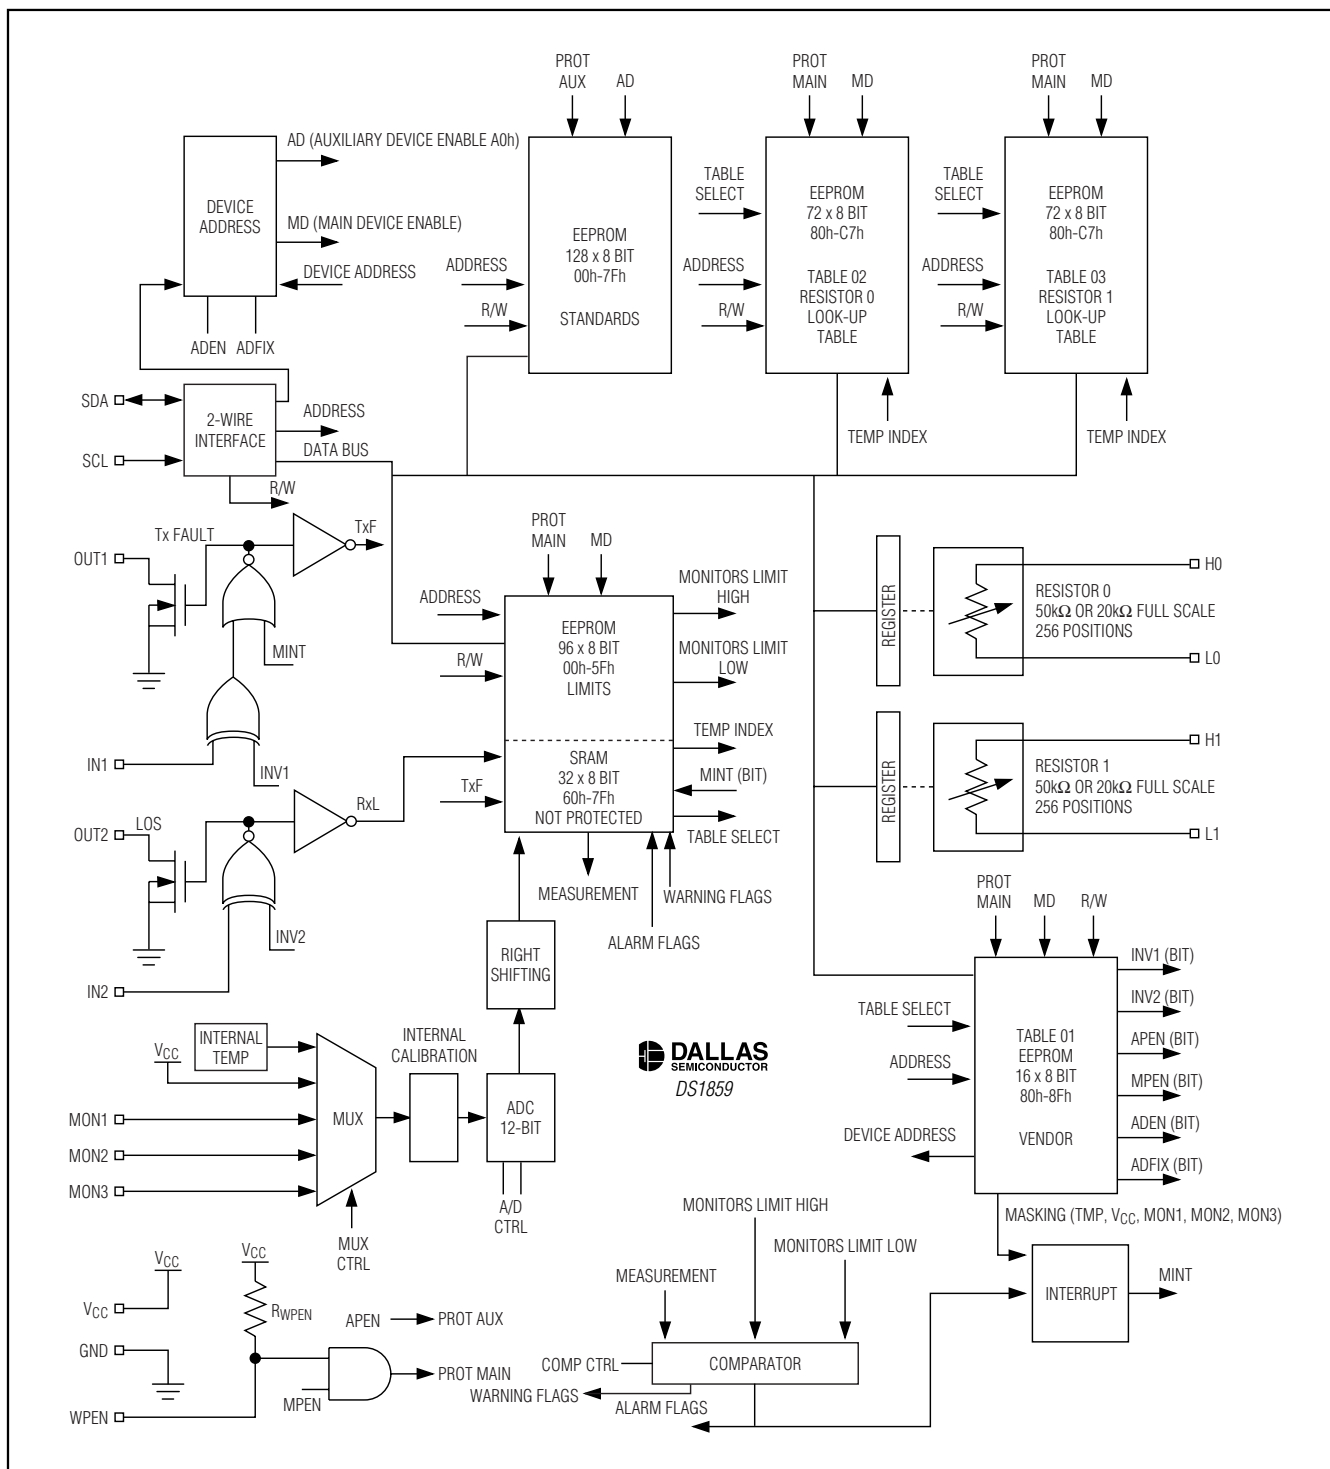 PROT
AUX
AD
PROT
MAIN
MD
PROT
MAIN
MD
AD (AUXILIARY DEVICE ENABLE A0h)
DEVICE
ADDRESS
MD (MAIN DEVICE ENABLE)
DEVICE ADDRESS
ADEN
ADFIX
ADDRESS
R/W
EEPROM
128 x 8 BIT
00h-7Fh
STANDARDS
TABLE
SELECT
ADDRESS
R/W
EEPROM
72 x 8 BIT
80h-C7h
TABLE 02
RESISTOR 0
LOOK-UP
TABLE
TEMP INDEX
TABLE
SELECT
ADDRESS
R/W
EEPROM
72 x 8 BIT
80h-C7h
TABLE 03
RESISTOR 1
LOOK-UP
TABLE
TEMP INDEX
SDA
SCL
2-WIRE
INTERFACE
ADDRESS
DATA BUS
R/W
Tx FAULT
TxF
OUT1
MINT
IN1
INV1
RxL
LOS
OUT2
INV2
IN2
PROT
MAIN
MD
ADDRESS
R/W
EEPROM
96 x 8 BIT
00h-5Fh
LIMITS
SRAM
32 x 8 BIT
60h-7Fh
NOT PROTECTED
TxF
MONITORS LIMIT
HIGH
MONITORS LIMIT
LOW
TEMP INDEX
MINT (BIT)
TABLE SELECT
MEASUREMENT
WARNING FLAGS
ALARM FLAGS
REGISTER
RESISTOR 0
50kΩ OR 20kΩ FULL SCALE
256 POSITIONS
H0
L0
REGISTER
RESISTOR 1
50kΩ OR 20kΩ FULL SCALE
256 POSITIONS
H1
L1
RIGHT
SHIFTING
INTERNAL
TEMP
VCC
MON1
MON2
MON3
MUX
MUX
CTRL
INTERNAL
CALIBRATION
ADC
12-BIT
A/D
CTRL
DALLAS
SEMICONDUCTOR
DS1859
PROT
MAIN
MD
R/W
TABLE SELECT
ADDRESS
DEVICE ADDRESS
TABLE 01
EEPROM
16 x 8 BIT
80h-8Fh
VENDOR
INV1 (BIT)
INV2 (BIT)
APEN (BIT)
MPEN (BIT)
ADEN (BIT)
ADFIX (BIT)
MASKING (TMP, VCC, MON1, MON2, MON3)
INTERRUPT
MINT
MONITORS LIMIT HIGH
MONITORS LIMIT LOW
MEASUREMENT
COMP CTRL
COMPARATOR
WARNING FLAGS
ALARM FLAGS
VCC
VCC
GND
VCC
RWPEN
APEN
PROT AUX
MPEN
PROT MAIN
WPEN